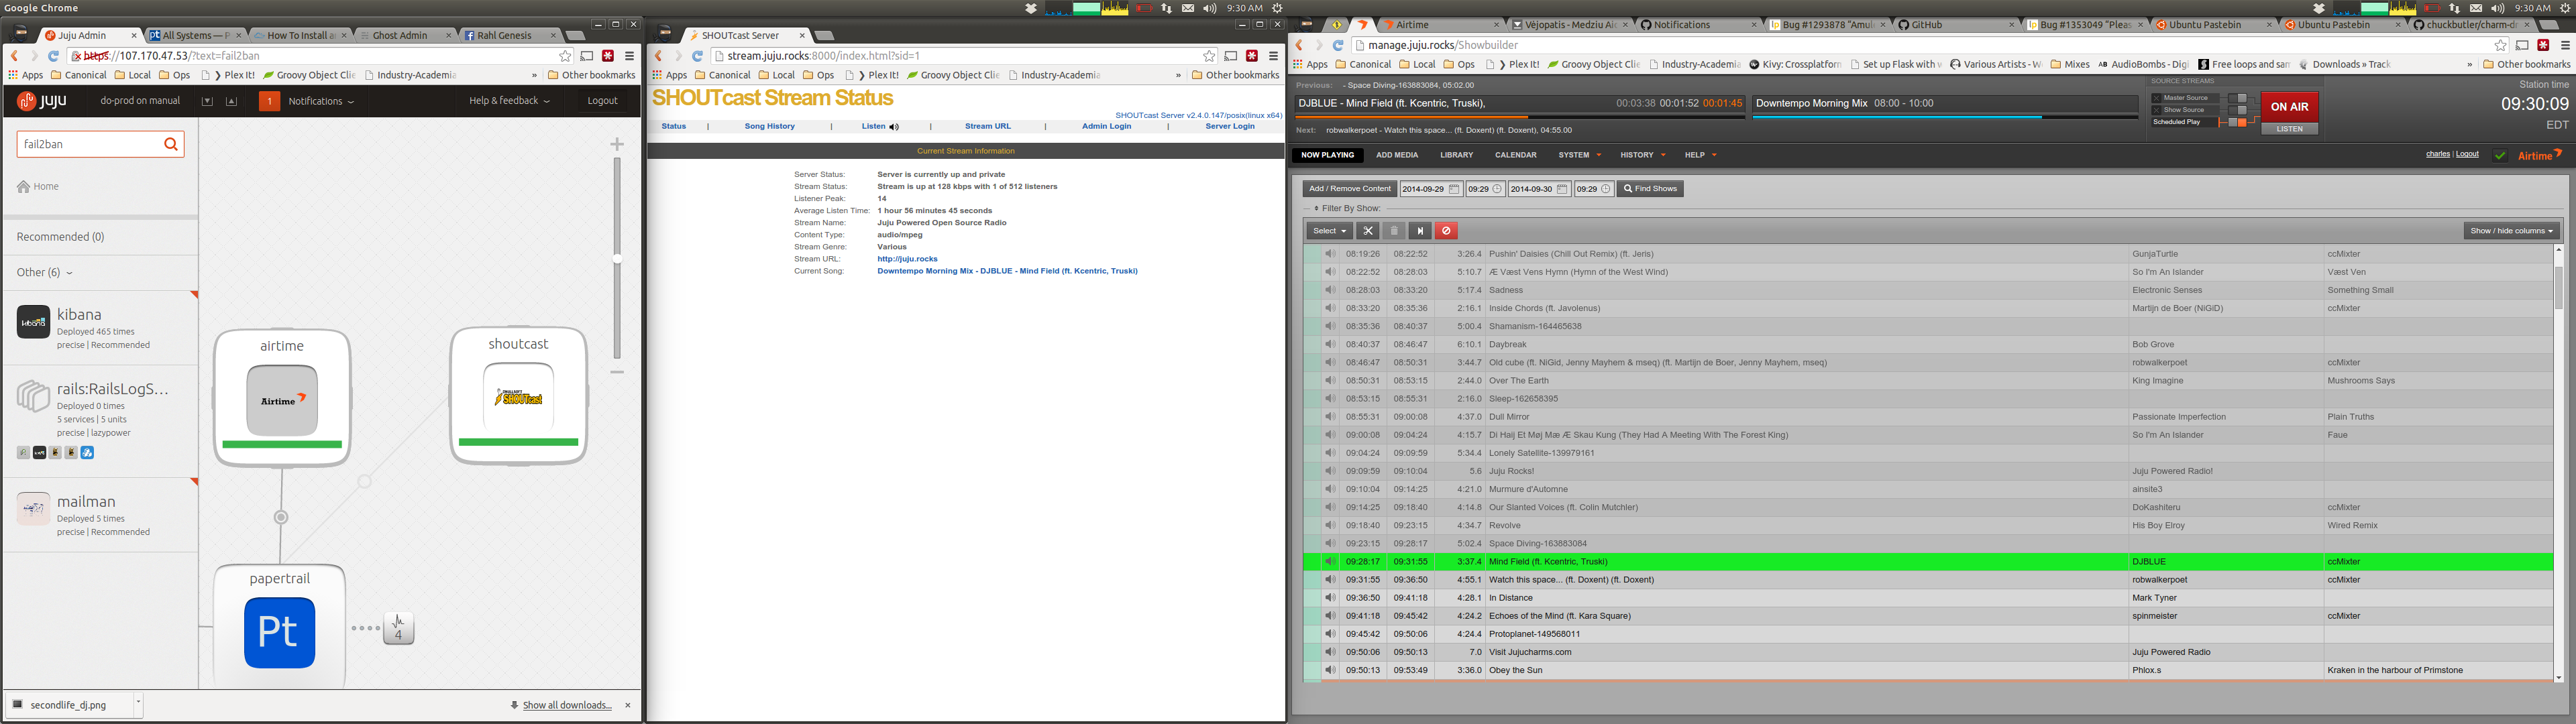 Google Chrome
9:30 AM
9:30 AM
Juju Admin
All Systems — P
How To Install an
Ghost Admin
Rahl Genesis
https://107.170.47.53/?text=fail2ban
Apps Canonical Local Ops ❯ Plex It! Groovy Object Clie Industry-Academia » Other bookmarks
juju do-prod on manual 1 Notifications Help & feedback Logout
fail2ban
Home
Recommended (0)
Other (6)
kibana
Deployed 465 times
precise | Recommended
rails:RailsLogS...
Deployed 0 times
5 services | 5 units
precise | lazypower
mailman
Deployed 5 times
precise | Recommended
airtime
Airtime
shoutcast
SHOUTcast
papertrail
Pt
4
secondlife_dj.png
Show all downloads...
SHOUTcast Server
stream.juju.rocks:8000/index.html?sid=1
Apps Canonical Local Ops ❯ Plex It! Groovy Object Clie Industry-Academia » Other bookmarks
SHOUTcast Stream Status
SHOUTcast Server v2.4.0.147/posix(linux x64)
Status | Song History | Listen | Stream URL | Admin Login | Server Login
Current Stream Information
Server Status: Server is currently up and private
Stream Status: Stream is up at 128 kbps with 1 of 512 listeners
Listener Peak: 14
Average Listen Time: 1 hour 56 minutes 45 seconds
Stream Name: Juju Powered Open Source Radio
Content Type: audio/mpeg
Stream Genre: Various
Stream URL: http://juju.rocks
Current Song: Downtempo Morning Mix - DJBLUE - Mind Field (ft. Kcentric, Truski)
Airtime
Vėjopatis - Medziu Aid
Notifications
Bug #1293878 "Amule
GitHub
Bug #1353049 "Pleas
Ubuntu Pastebin
Ubuntu Pastebin
chuckbutler/charm-dr
manage.juju.rocks/Showbuilder
Apps Canonical Local Ops ❯ Plex It! Groovy Object Clie Industry-Academia Kivy: Crossplatform Set up Flask with v Various Artists - W Mixes AudioBombs - Digi Free loops and sam Downloads » Track » Other bookmarks
Previous: - Space Diving-163883084, 05:02.00
DJBLUE - Mind Field (ft. Kcentric, Truski), 00:03:38 00:01:52 00:01:45
Downtempo Morning Mix 08:00 - 10:00
Next: robwalkerpoet - Watch this space... (ft. Doxent) (ft. Doxent), 04:55.00
SOURCE STREAMS
Master Source
Show Source
Scheduled Play
ON AIR
LISTEN
Station time
09:30:09
EDT
NOW PLAYING ADD MEDIA LIBRARY CALENDAR SYSTEM HISTORY HELP
charles | Logout
Airtime
Add / Remove Content 2014-09-29 09:29 2014-09-30 09:29 Find Shows
Filter By Show:
Select
Show / hide columns
08:19:26 08:22:52 3:26.4 Pushin' Daisies (Chill Out Remix) (ft. Jeris) GunjaTurtle ccMixter
08:22:52 08:28:03 5:10.7 Æ Væst Vens Hymn (Hymn of the West Wind) So I'm An Islander Væst Ven
08:28:03 08:33:20 5:17.4 Sadness Electronic Senses Something Small
08:33:20 08:35:36 2:16.1 Inside Chords (ft. Javolenus) Martijn de Boer (NiGiD) ccMixter
08:35:36 08:40:37 5:00.4 Shamanism-164465638
08:40:37 08:46:47 6:10.1 Daybreak Bob Grove
08:46:47 08:50:31 3:44.7 Old cube (ft. NiGid, Jenny Mayhem & mseq) (ft. Martijn de Boer, Jenny Mayhem, mseq) robwalkerpoet ccMixter
08:50:31 08:53:15 2:44.0 Over The Earth King Imagine Mushrooms Says
08:53:15 08:55:31 2:16.0 Sleep-162658395
08:55:31 09:00:08 4:37.0 Dull Mirror Passionate Imperfection Plain Truths
09:00:08 09:04:24 4:15.7 Di Haij Et Møj Mæ Æ Skau Kung (They Had A Meeting With The Forest King) So I'm An Islander Faue
09:04:24 09:09:59 5:34.4 Lonely Satellite-139979161
09:09:59 09:10:04 5.6 Juju Rocks! Juju Powered Radio!
09:10:04 09:14:25 4:21.0 Murmure d'Automne ainsite3
09:14:25 09:18:40 4:14.8 Our Slanted Voices (ft. Colin Mutchler) DoKashiteru ccMixter
09:18:40 09:23:15 4:34.7 Revolve His Boy Elroy Wired Remix
09:23:15 09:28:17 5:02.4 Space Diving-163883084
09:28:17 09:31:55 3:37.4 Mind Field (ft. Kcentric, Truski) DJBLUE ccMixter
09:31:55 09:36:50 4:55.1 Watch this space... (ft. Doxent) (ft. Doxent) robwalkerpoet ccMixter
09:36:50 09:41:18 4:28.1 In Distance Mark Tyner
09:41:18 09:45:42 4:24.2 Echoes of the Mind (ft. Kara Square) spinmeister ccMixter
09:45:42 09:50:06 4:24.4 Protoplanet-149568011
09:50:06 09:50:13 7.0 Visit Jujucharms.com Juju Powered Radio
09:50:13 09:53:49 3:36.0 Obey the Sun Phlox.s Kraken in the harbour of Primstone